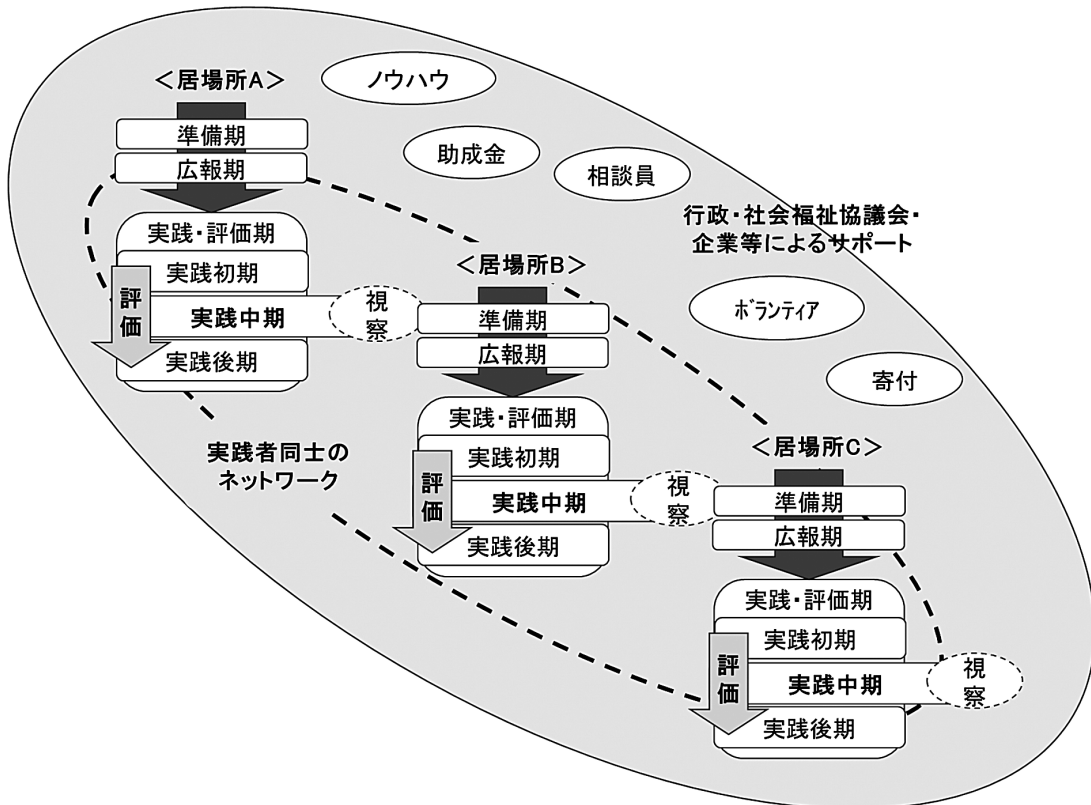 ＜居場所A＞
準備期
広報期
実践・評価期
実践初期
実践中期
実践後期
評価
視察
ノウハウ
助成金
相談員
行政・社会福祉協議会・
企業等によるサポート
ボランティア
寄付
＜居場所B＞
準備期
広報期
実践・評価期
実践初期
実践中期
実践後期
評価
視察
実践者同士の
ネットワーク
＜居場所C＞
準備期
広報期
実践・評価期
実践初期
実践中期
実践後期
評価
視察